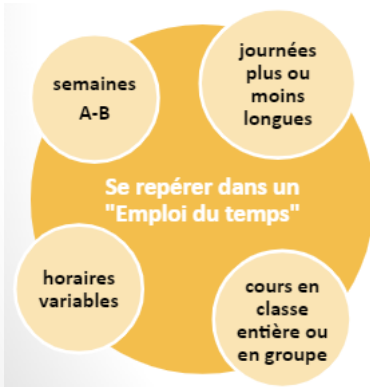 semaines
A-B
journées
plus ou
moins
longues
Se repérer dans un
"Emploi du temps"
horaires
variables
cours en
classe
entière ou
en groupe